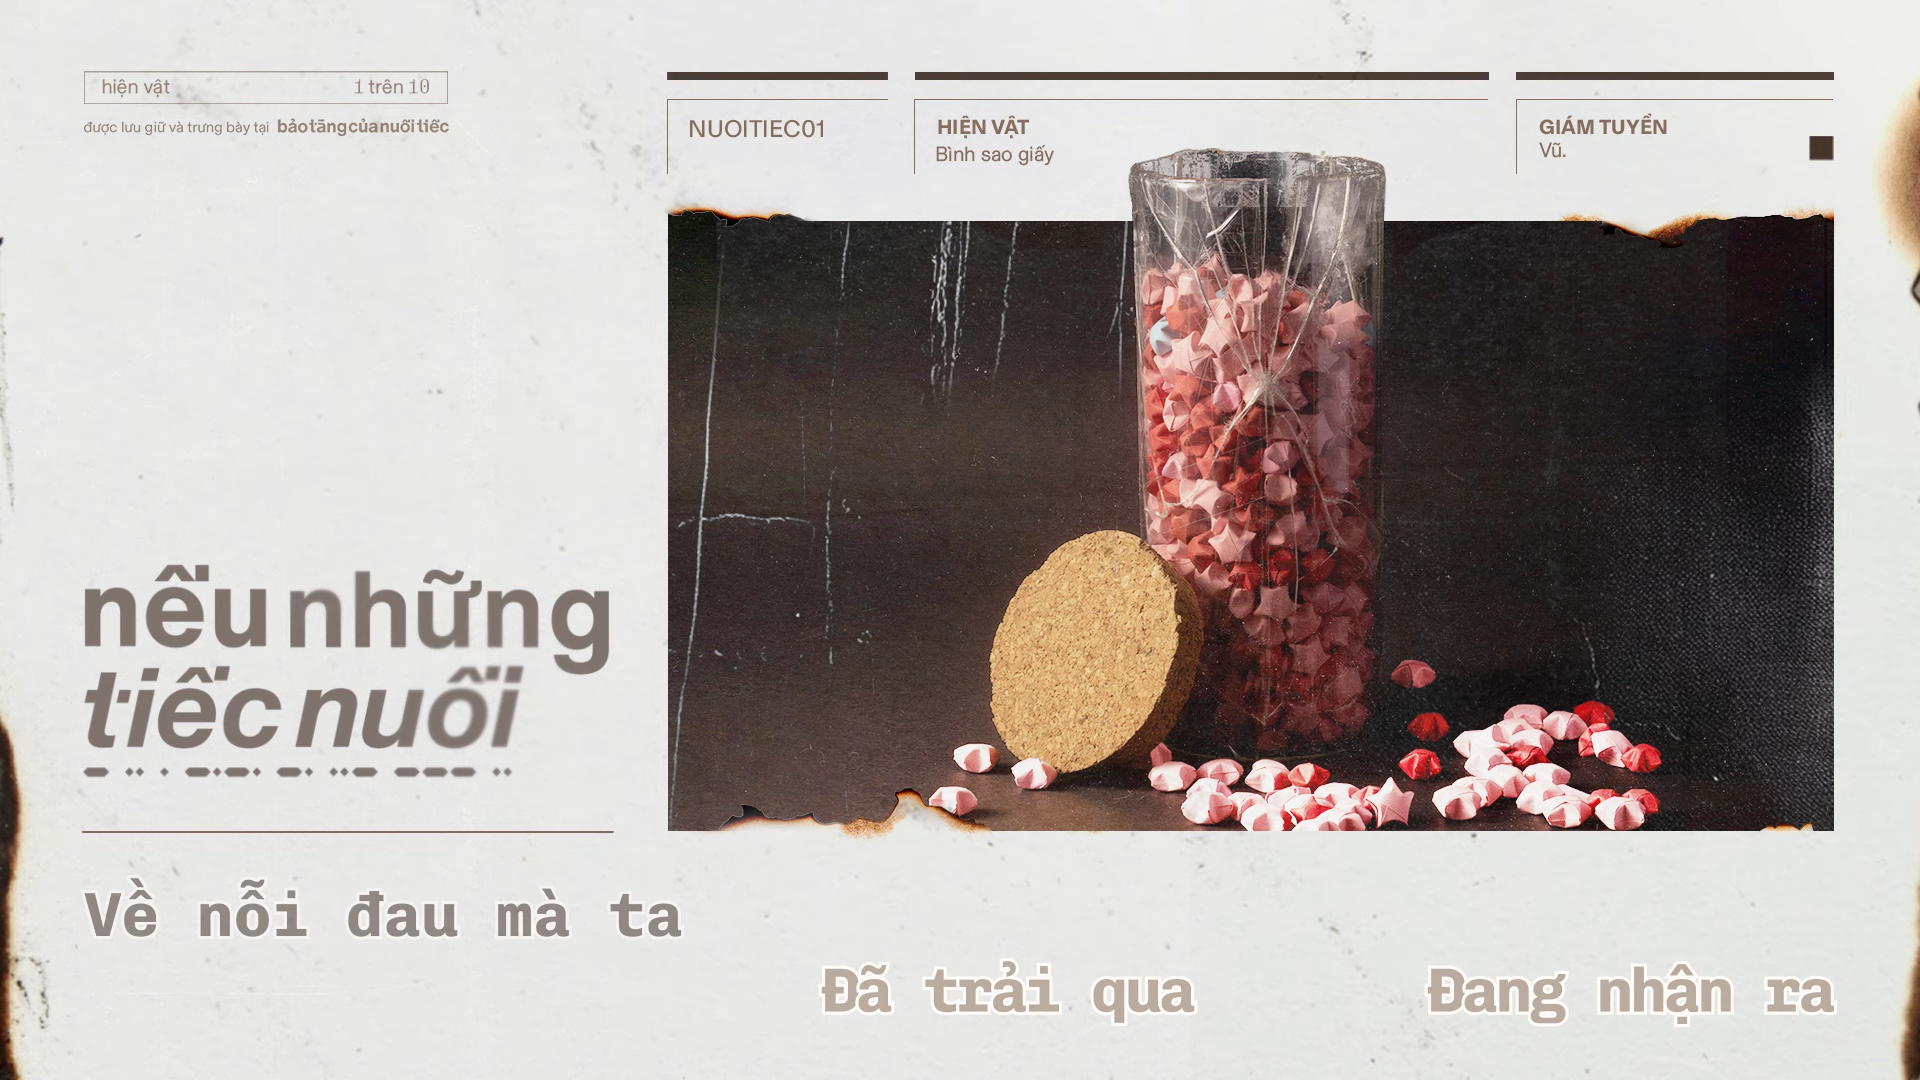 hiện vật 1 trên 10
được lưu giữ và trưng bày tại bảotàngcủanuốitiếc
NUOITIEC01
HIỆN VẬT
Bình sao giấy
GIÁM TUYỂN
Vũ.
nếu những
tiếc nuối
Về nỗi đau mà ta
Đã trải qua
Đang nhận ra